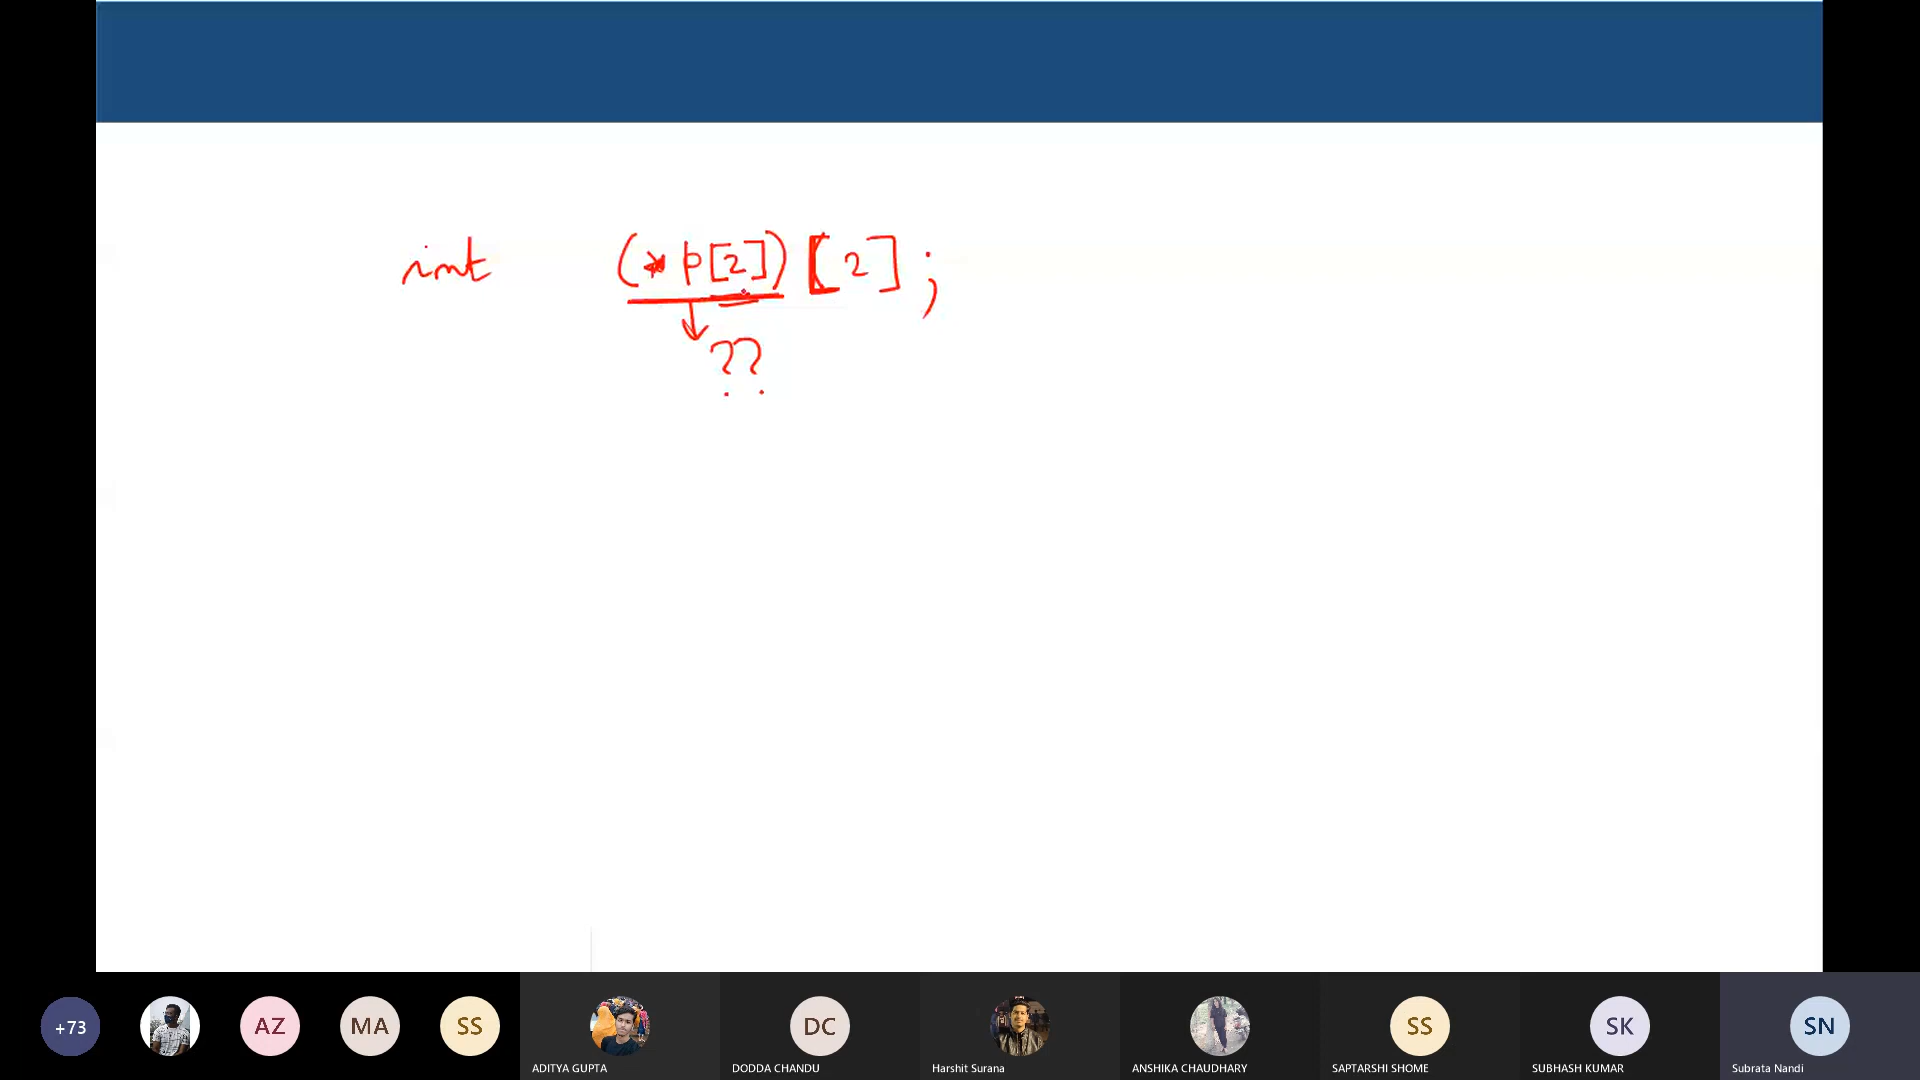 int (*p[2]) [2];
??
+73 AZ MA SS DC SS SK SN
ADITYA GUPTA DODDA CHANDU Harshit Surana ANSHIKA CHAUDHARY SAPTARSHI SHOME SUBHASH KUMAR Subrata Nandi